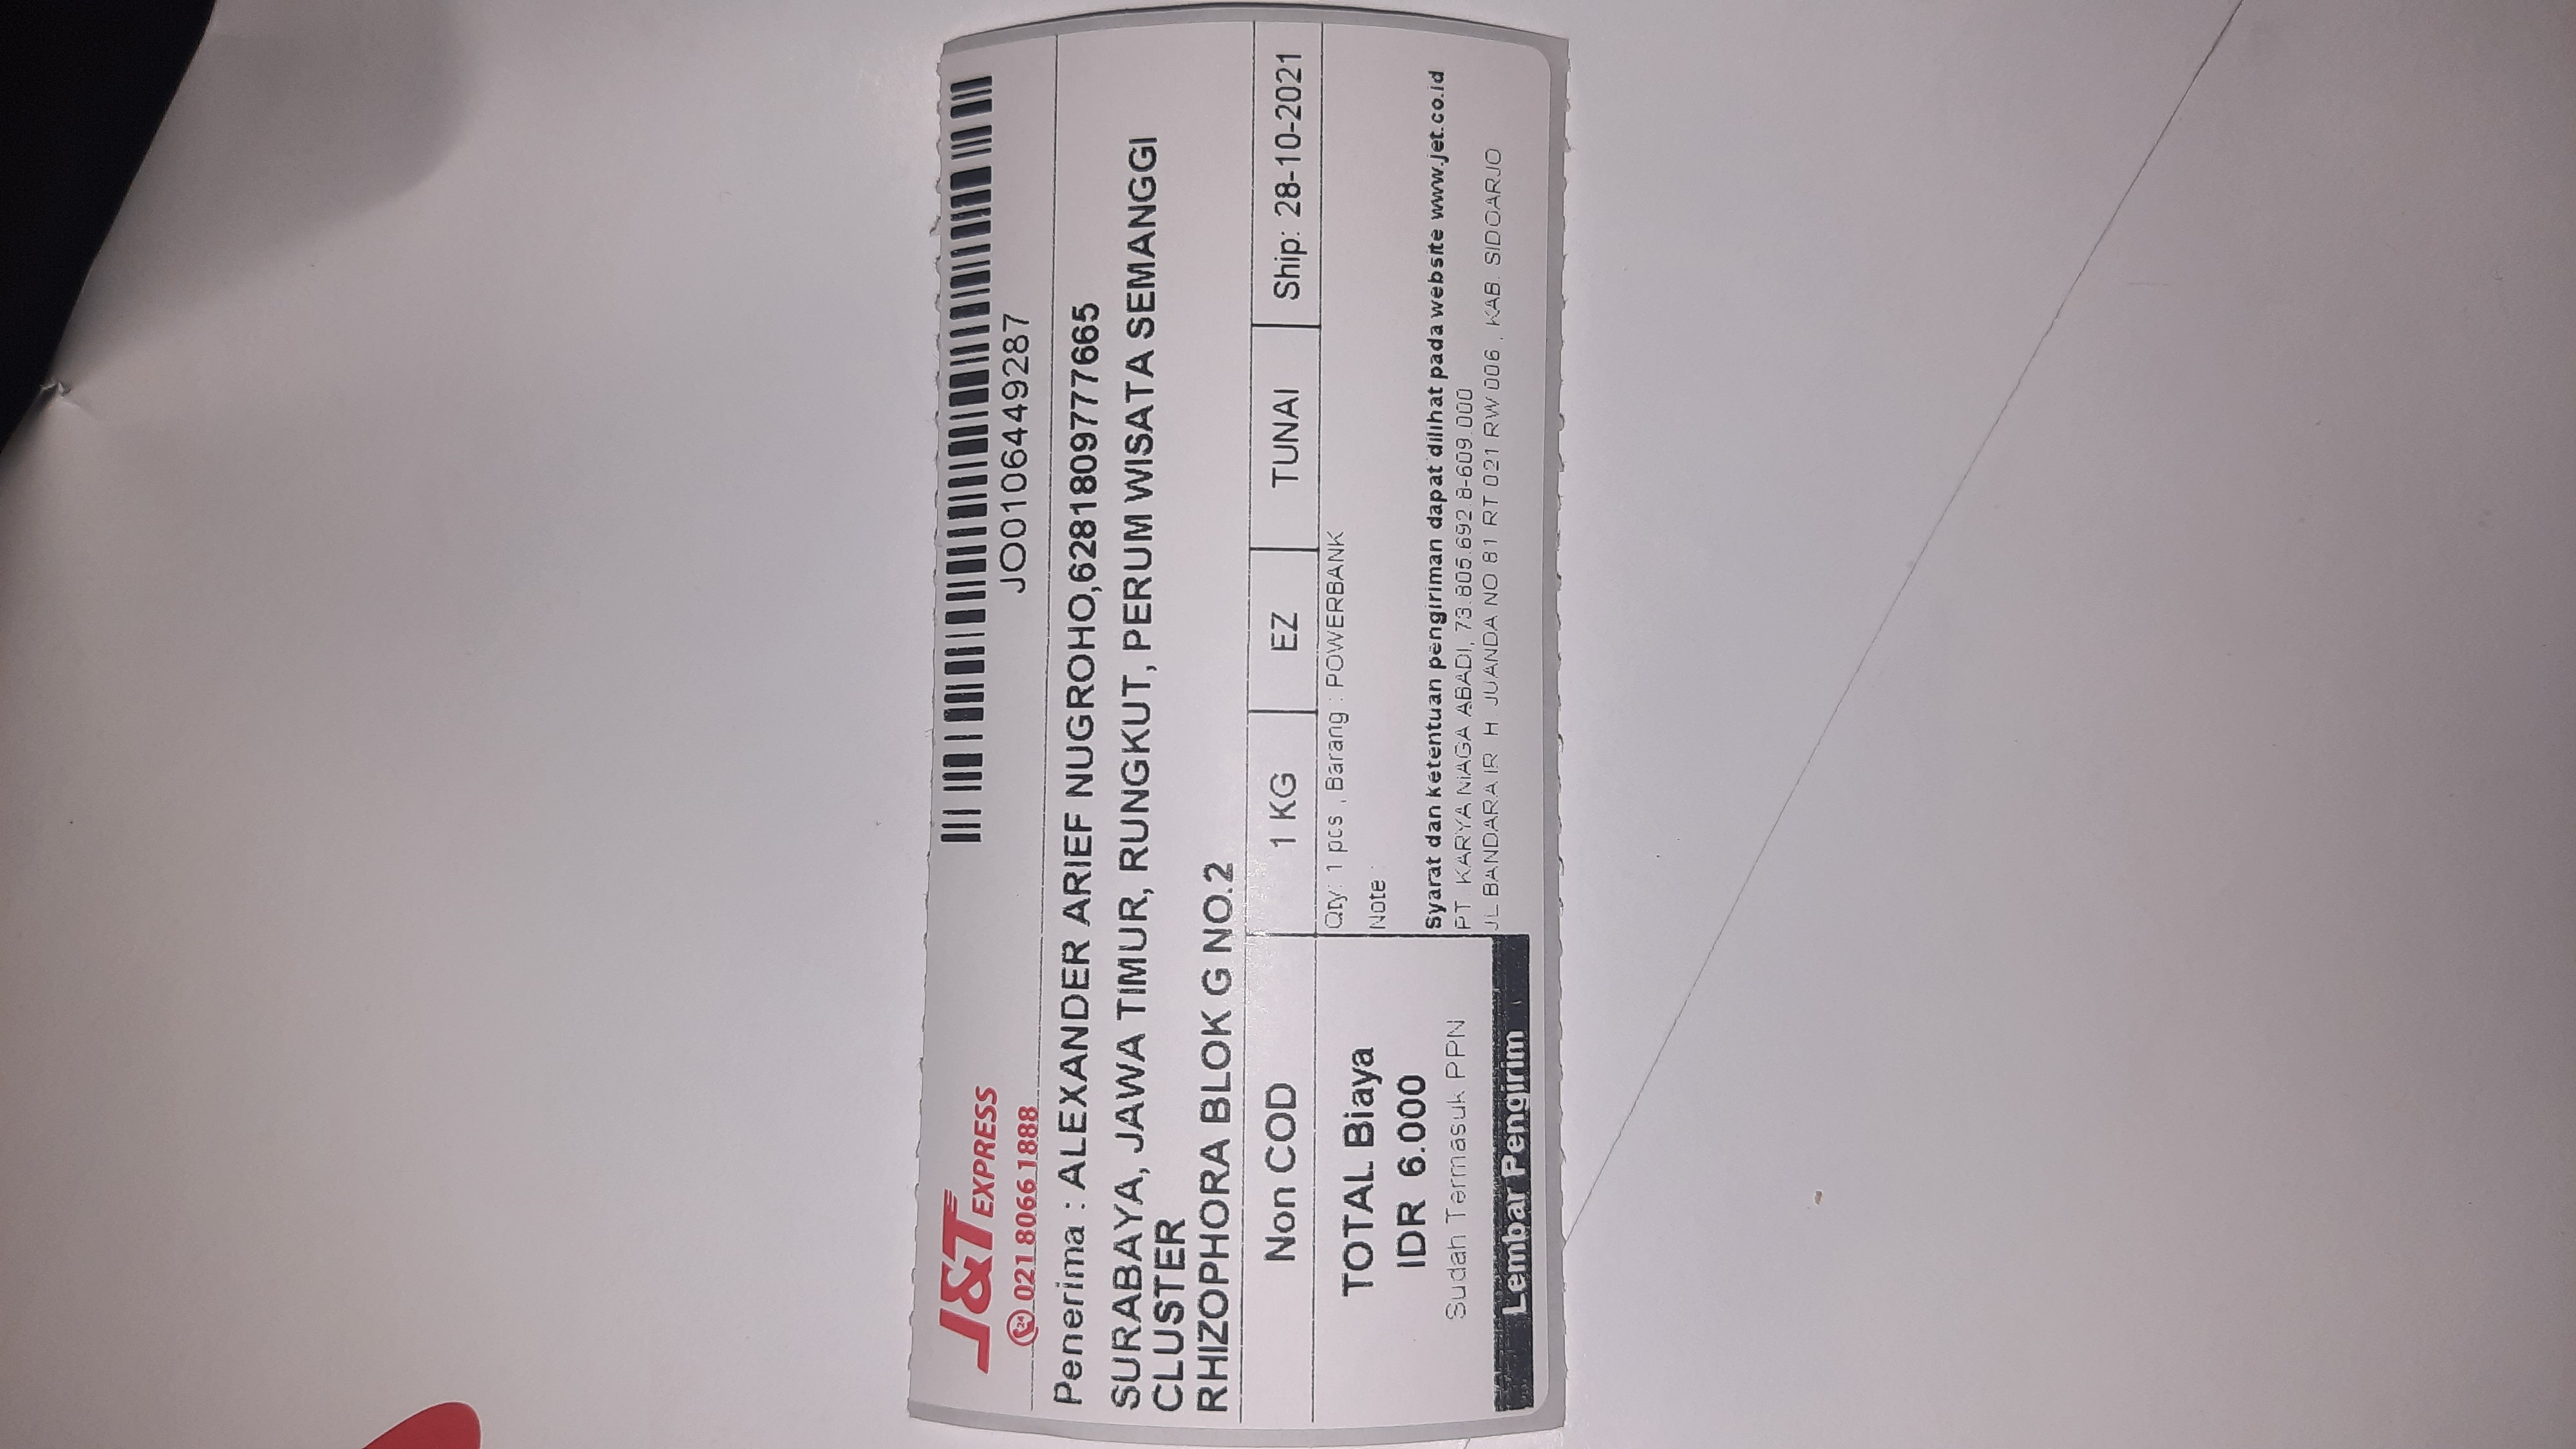 J&T EXPRESS
24 021 8066 1888
JO0106449287
Penerima : ALEXANDER ARIEF NUGROHO,6281809777665
SURABAYA, JAWA TIMUR, RUNGKUT, PERUM WISATA SEMANGGI
CLUSTER
RHIZOPHORA BLOK G NO.2
Non COD 1 KG EZ TUNAI Ship: 28-10-2021
TOTAL Biaya
IDR 6.000
Sudah Termasuk PPN
Lembar Pengirim
Qty: 1 pcs , Barang : POWERBANK
Note :
Syarat dan ketentuan pengiriman dapat dilihat pada website www.jet.co.id
PT. KARYA NIAGA ABADI, 73.805.692.8-609.000
JL BANDARA IR. H. JUANDA NO 81 RT 021 RW 006 , KAB. SIDOARJO